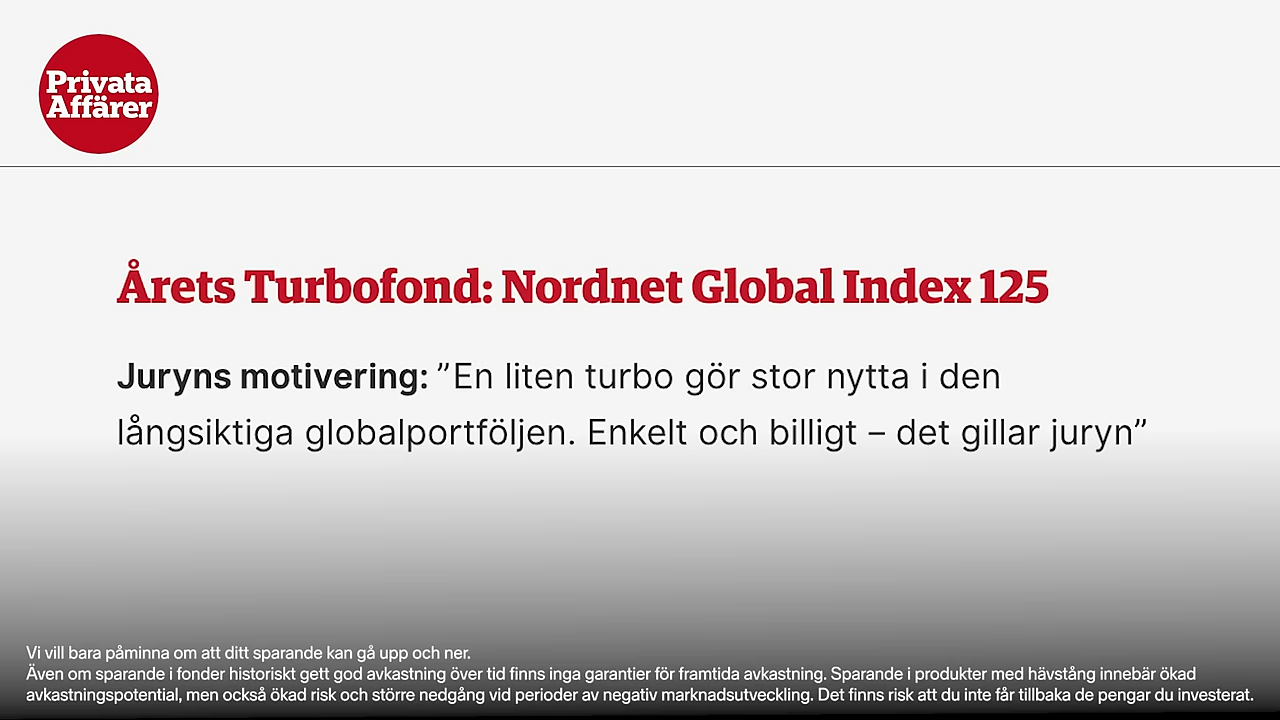 Privata
Affärer
Årets Turbofond: Nordnet Global Index 125
Juryns motivering: ”En liten turbo gör stor nytta i den
långsiktiga globalportföljen. Enkelt och billigt – det gillar juryn”
Vi vill bara påminna om att ditt sparande kan gå upp och ner.
Även om sparande i fonder historiskt gett god avkastning över tid finns inga garantier för framtida avkastning. Sparande i produkter med hävstång innebär ökad
avkastningspotential, men också ökad risk och större nedgång vid perioder av negativ marknadsutveckling. Det finns risk att du inte får tillbaka de pengar du investerat.